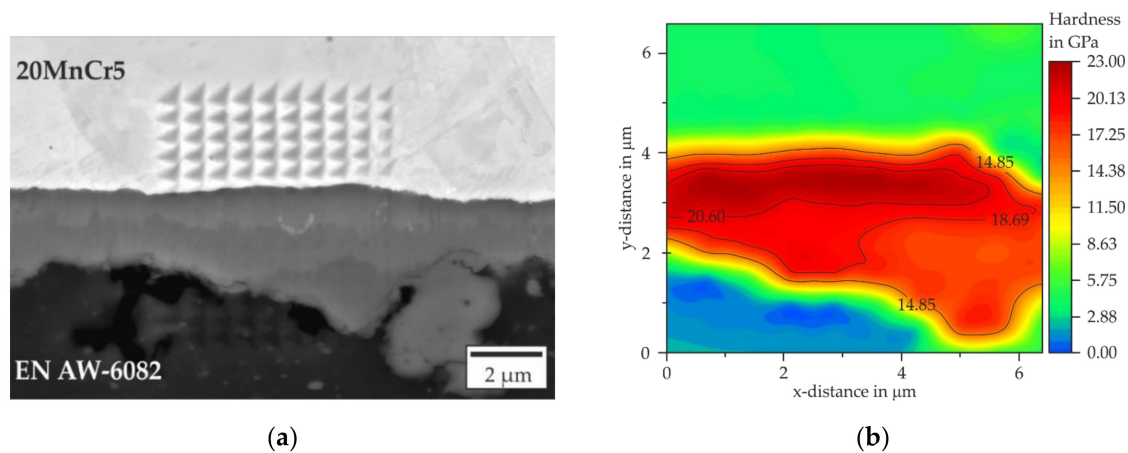 20MnCr5
EN AW-6082
2 μm
(a)
Hardness
in GPa
23.00
20.13
17.25
14.38
11.50
8.63
5.75
2.88
0.00
6
4
2
0
y-distance in μm
14.85
20.60
18.69
14.85
0
2
4
6
x-distance in μm
(b)